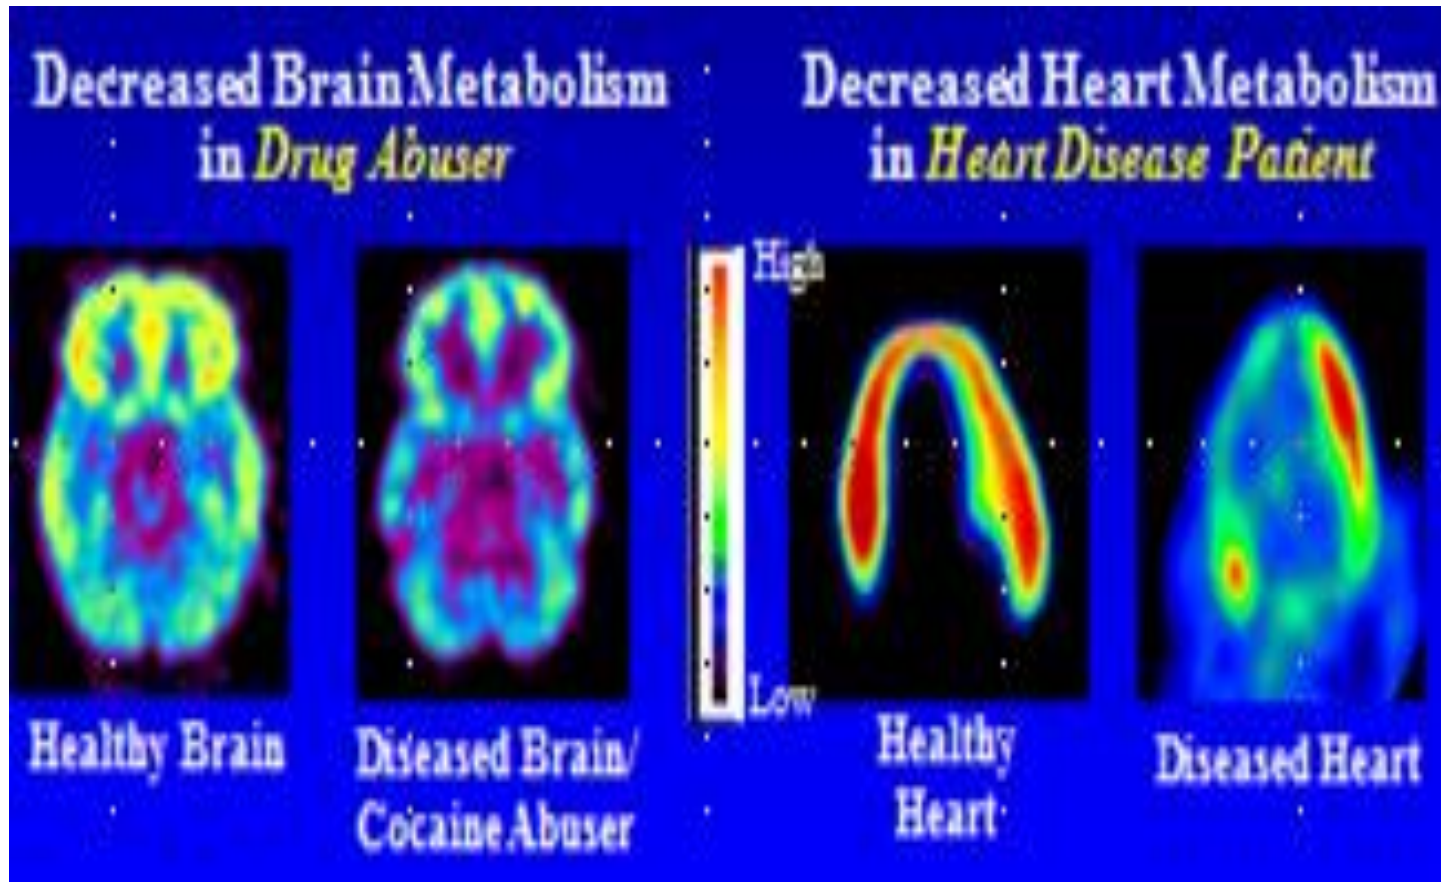 Decreased Brain Metabolism
in Drug Abuser
Decreased Heart Metabolism
in Heart Disease Patient
High
Low
Healthy Brain
Diseased Brain/
Cocaine Abuser
Healthy
Heart
Diseased Heart